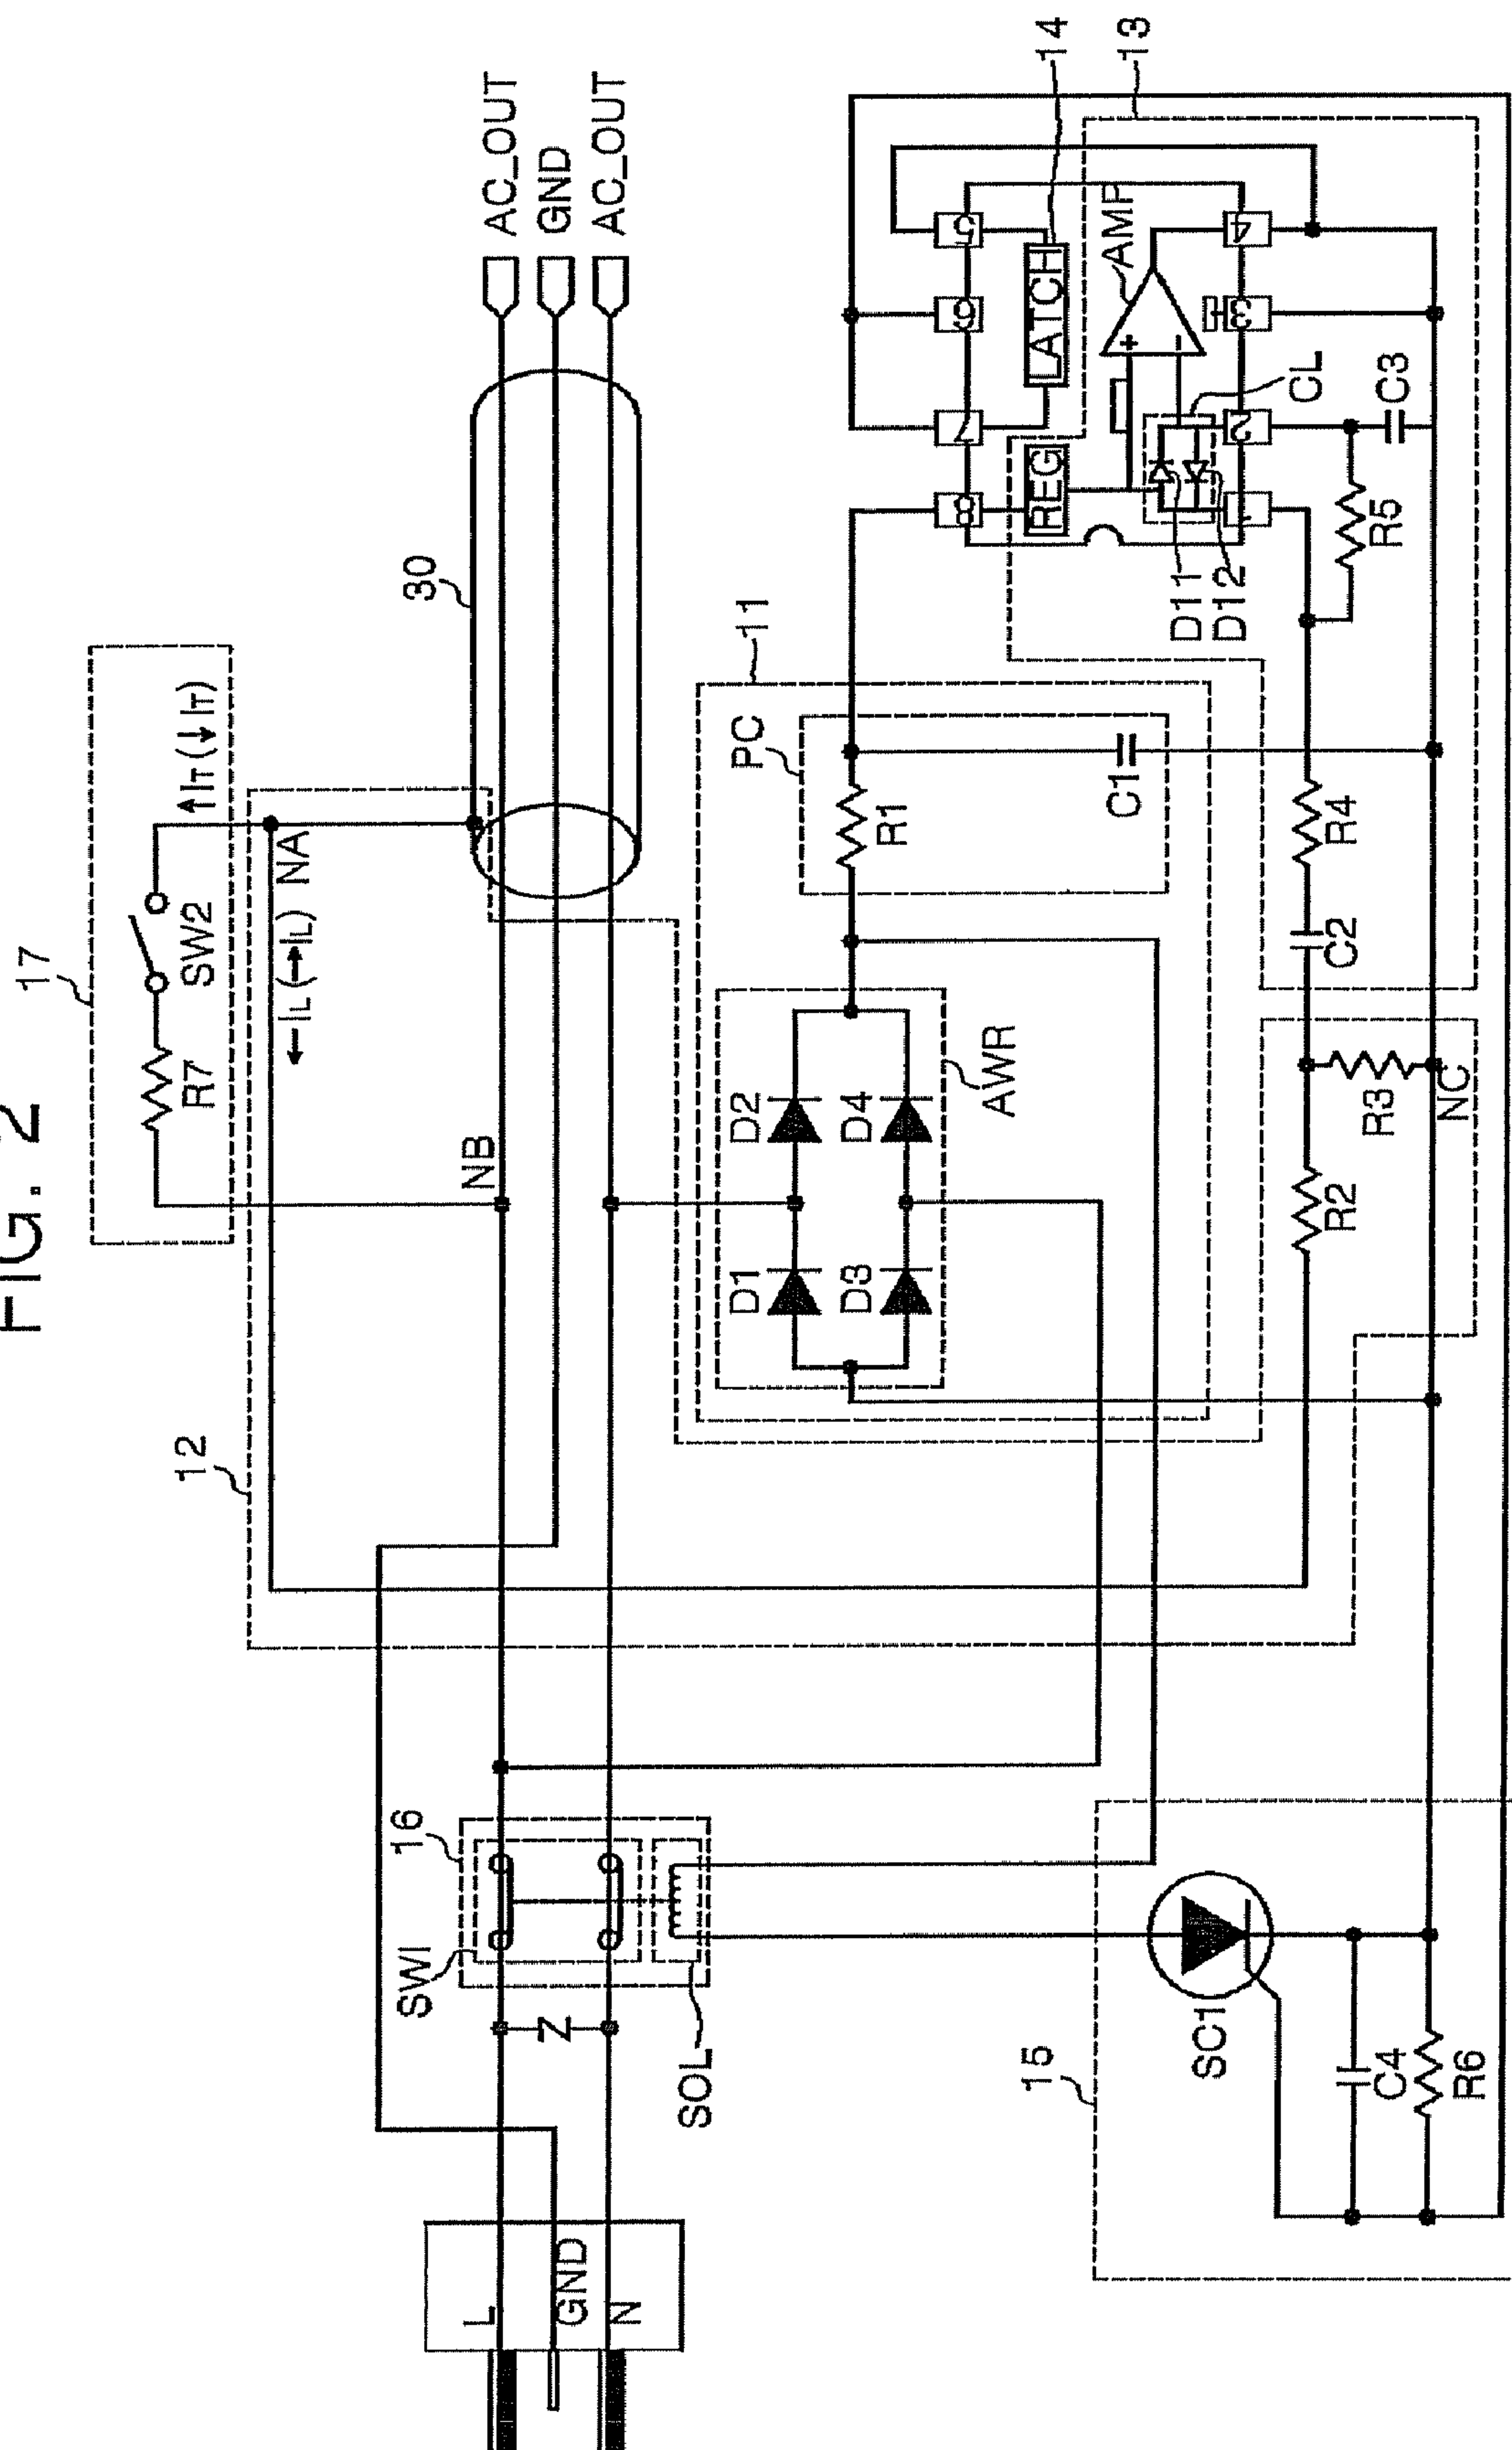 FIG. 2
17
R7
SW2
↑IT(↓IT)
12
←IL(→IL)
NA
30
NB
AC_OUT
GND
AC_OUT
16
SWI
Z
SOL
L
GND
N
11
PC
R1
C1
D2
D4
D1
D3
AWR
14
13
8
7
6
5
REG
LATCH
AMP
+
−
CL
1
2
3
4
D11
D12
R5
C3
R4
C2
R3
NC
R2
15
SC1
C4
R6